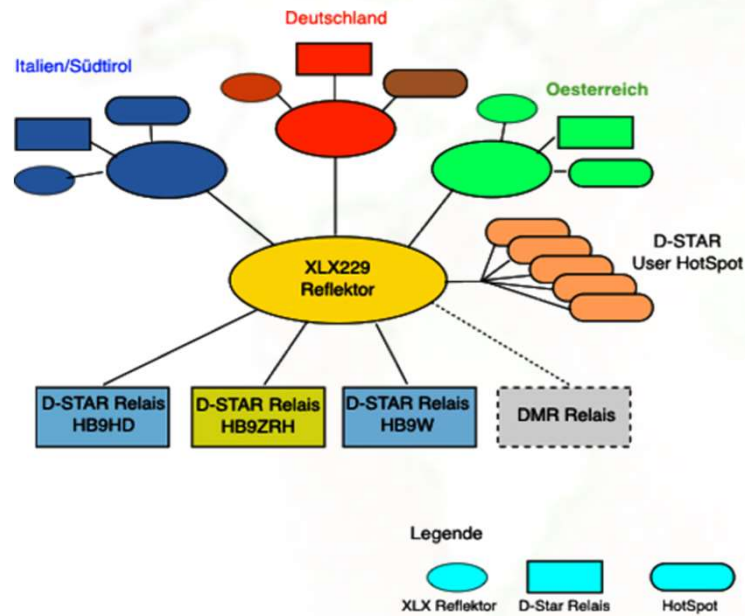 Deutschland
Italien/Südtirol
Oesterreich
XLX229
Reflektor
D-STAR
User HotSpot
D-STAR Relais
HB9HD
D-STAR Relais
HB9ZRH
D-STAR Relais
HB9W
DMR Relais
Legende
XLX Reflektor
D-Star Relais
HotSpot